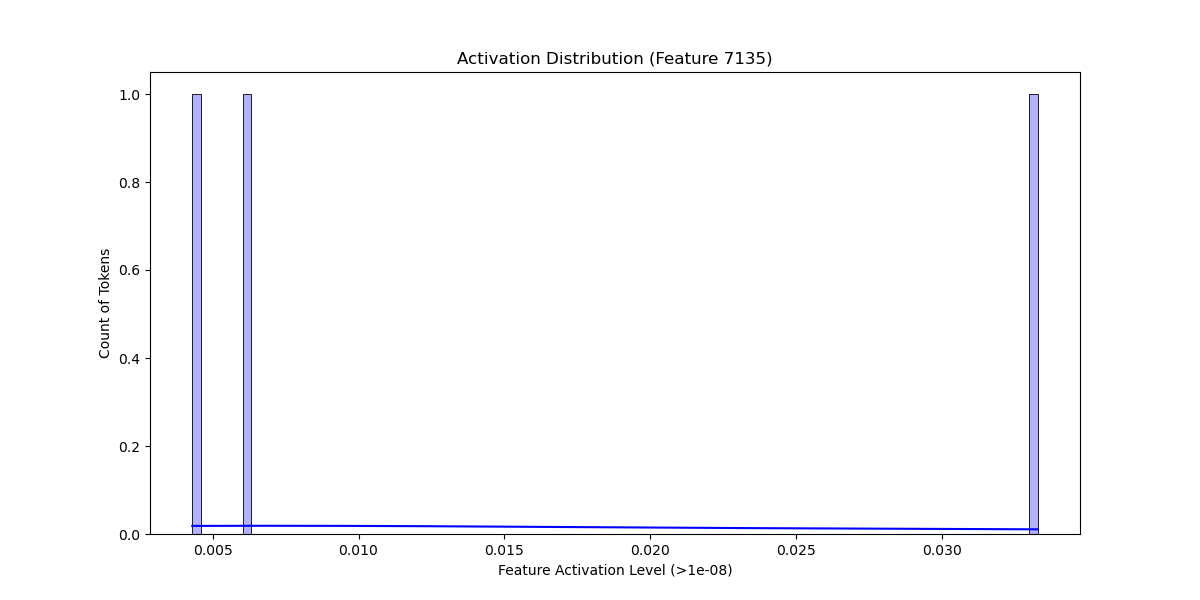 Activation Distribution (Feature 7135)
1.0
0.8
0.6
0.4
0.2
0.0
Count of Tokens
0.005 0.010 0.015 0.020 0.025 0.030
Feature Activation Level (>1e-08)